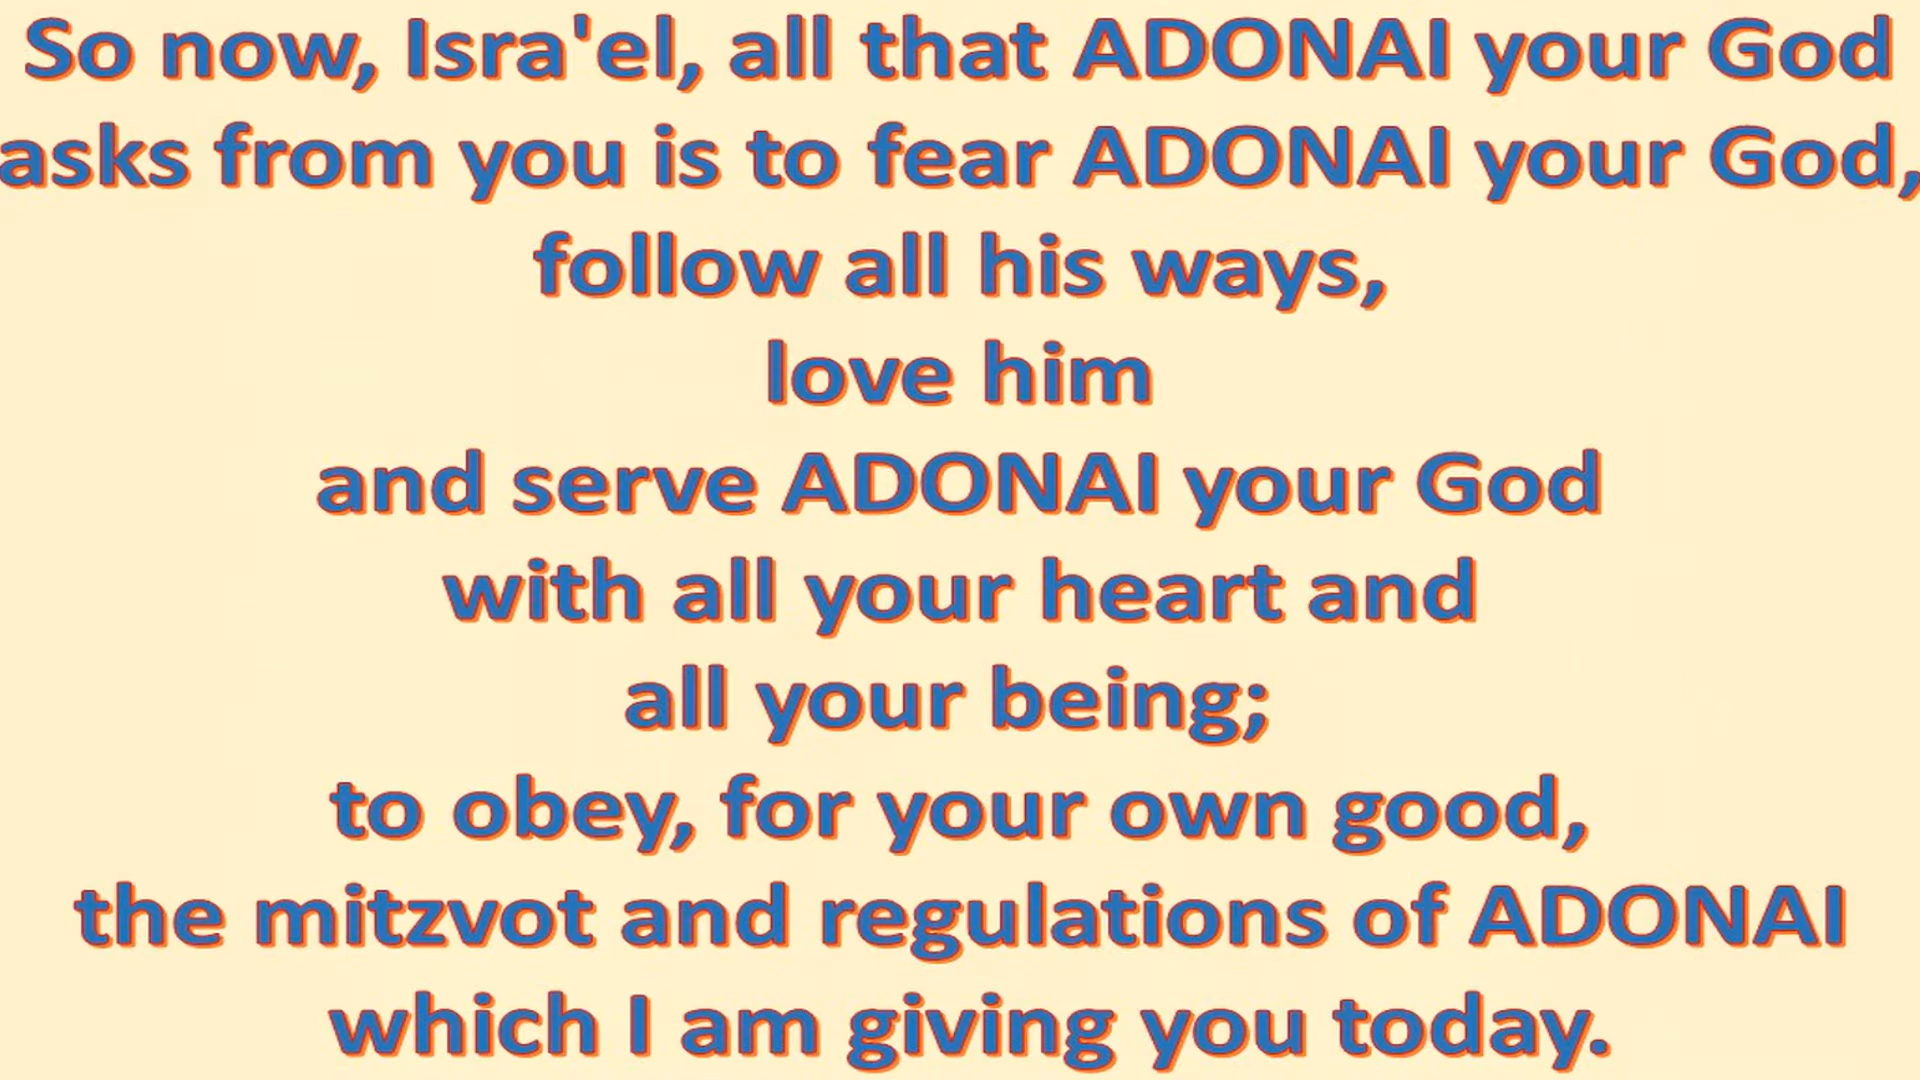 So now, Isra'el, all that ADONAI your God
asks from you is to fear ADONAI your God,
follow all his ways,
love him
and serve ADONAI your God
with all your heart and
all your being;
to obey, for your own good,
the mitzvot and regulations of ADONAI
which I am giving you today.